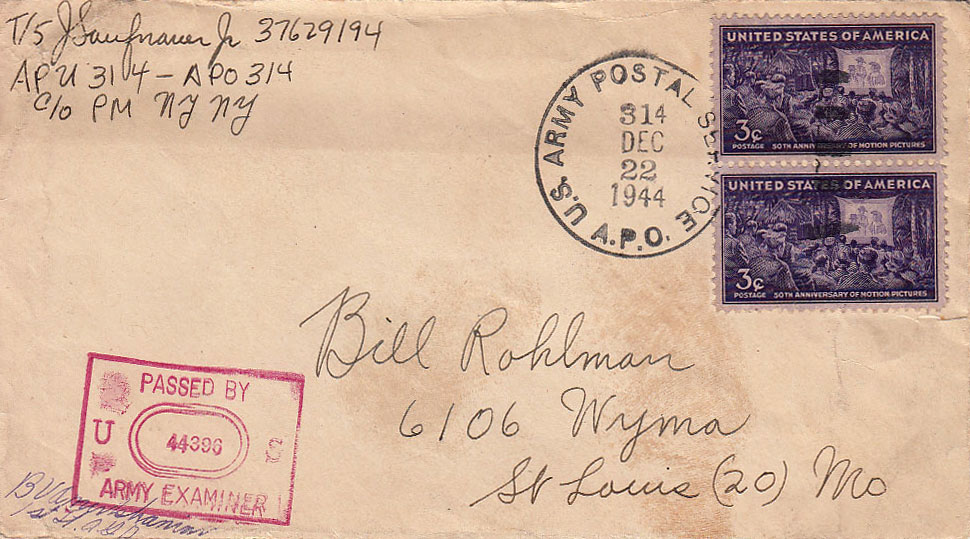 T/5 J Laufnauer Jr 37629194
APU 314 - APO 314
c/o PM NY NY
U.S. ARMY POSTAL SERVICE
314
DEC
22
1944
A.P.O.
UNITED STATES OF AMERICA
3¢
POSTAGE 50TH ANNIVERSARY OF MOTION PICTURES
UNITED STATES OF AMERICA
3¢
POSTAGE 50TH ANNIVERSARY OF MOTION PICTURES
Bill Rohlman
6106 Wyma
St Louis (20) Mo
PASSED BY
U S
44396
ARMY EXAMINER